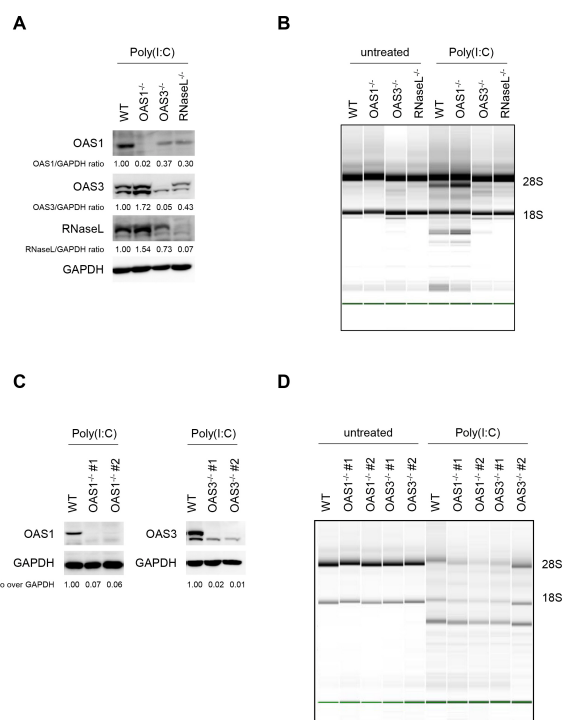 A
Poly(I:C)
WT
OAS1-/-
OAS3-/-
RNaseL-/-
OAS1
OAS1/GAPDH ratio 1.00 0.02 0.37 0.30
OAS3
OAS3/GAPDH ratio 1.00 1.72 0.05 0.43
RNaseL
RNaseL/GAPDH ratio 1.00 1.54 0.73 0.07
GAPDH
B
untreated Poly(I:C)
WT
OAS1-/-
OAS3-/-
RNaseL-/-
WT
OAS1-/-
OAS3-/-
RNaseL-/-
28S
18S
C
Poly(I:C) Poly(I:C)
WT
OAS1-/- #1
OAS1-/- #2
WT
OAS3-/- #1
OAS3-/- #2
OAS1 OAS3
GAPDH GAPDH
o over GAPDH 1.00 0.07 0.06 1.00 0.02 0.01
D
untreated Poly(I:C)
WT
OAS1-/- #1
OAS1-/- #2
OAS3-/- #1
OAS3-/- #2
WT
OAS1-/- #1
OAS1-/- #2
OAS3-/- #1
OAS3-/- #2
28S
18S